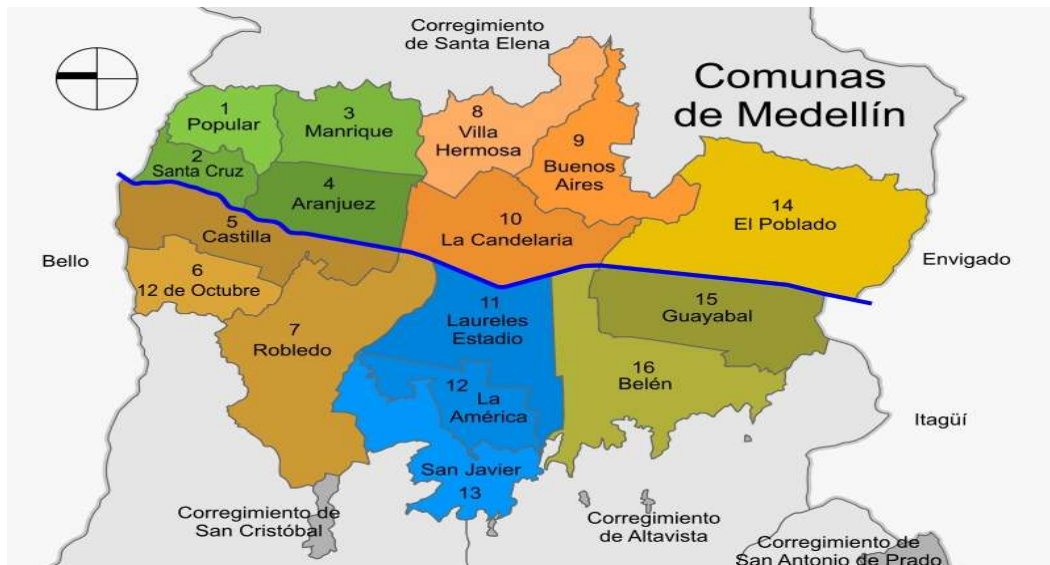 Corregimiento
de Santa Elena
Comunas
de Medellín
1
Popular
3
Manrique
8
Villa
Hermosa
9
Buenos
Aires
2
Santa Cruz
4
Aranjuez
14
El Poblado
10
La Candelaria
5
Castilla
Bello
Envigado
6
12 de Octubre
11
Laureles
Estadio
15
Guayabal
7
Robledo
16
Belén
12 La
América
Itagüí
San Javier
13
Corregimiento de
San Cristóbal
Corregimiento
de Altavista
Corregimiento de
San Antonio de Prado